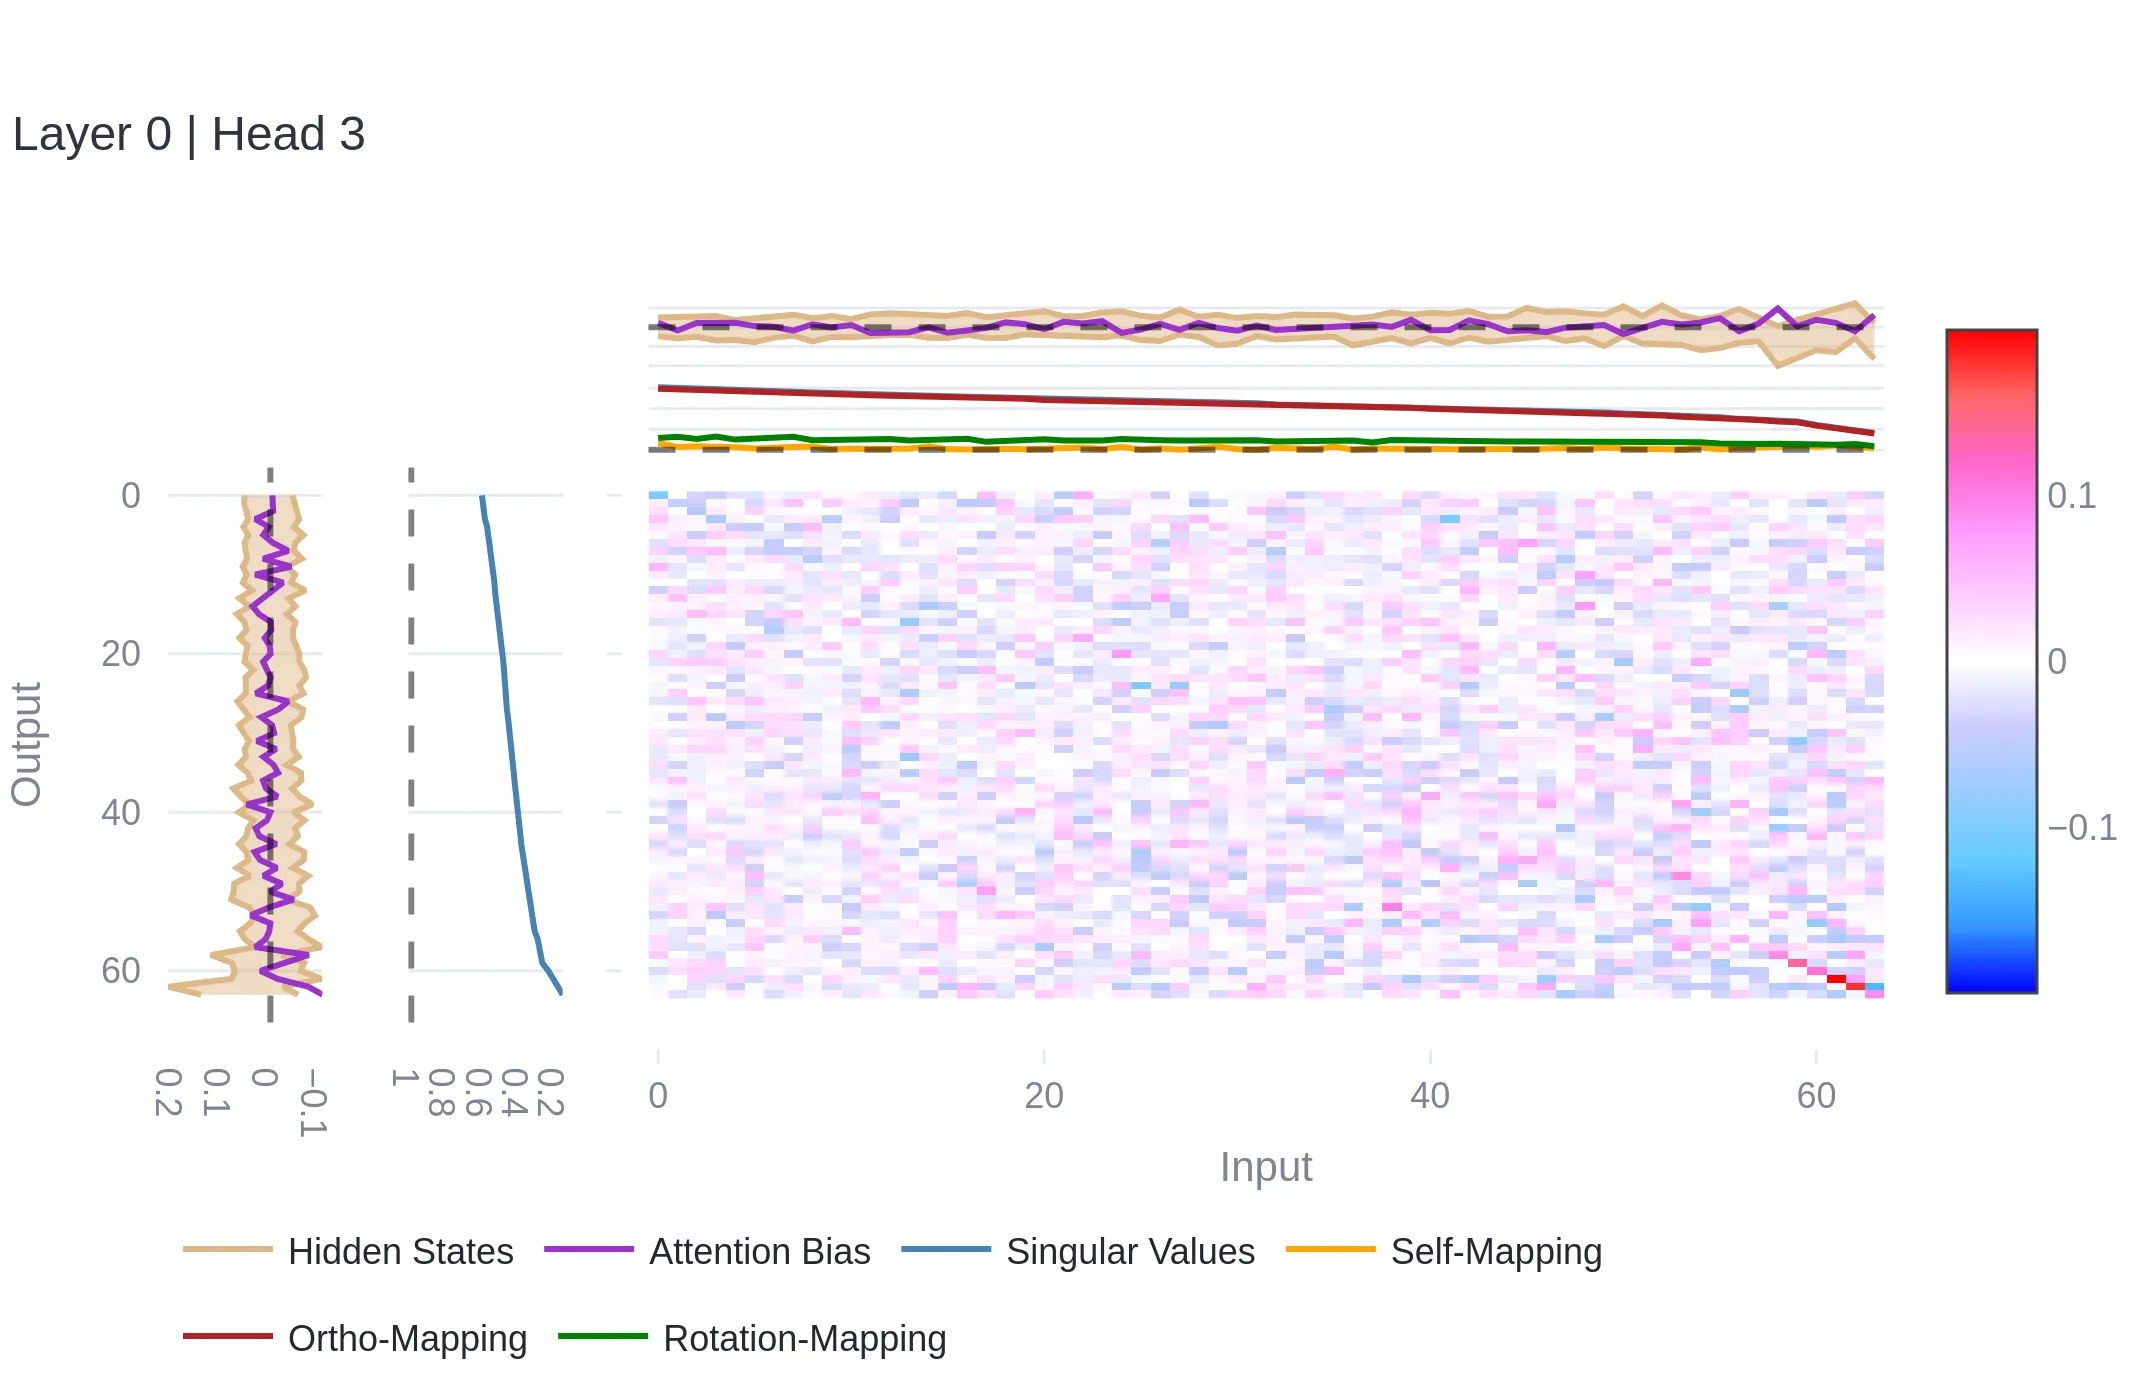 Layer 0 | Head 3
0
20
40
60
Output
0.2
0.1
0
−0.1
1
0.8
0.6
0.4
0.2
0
20
40
60
Input
0.1
0
−0.1
Hidden States
Attention Bias
Singular Values
Self-Mapping
Ortho-Mapping
Rotation-Mapping